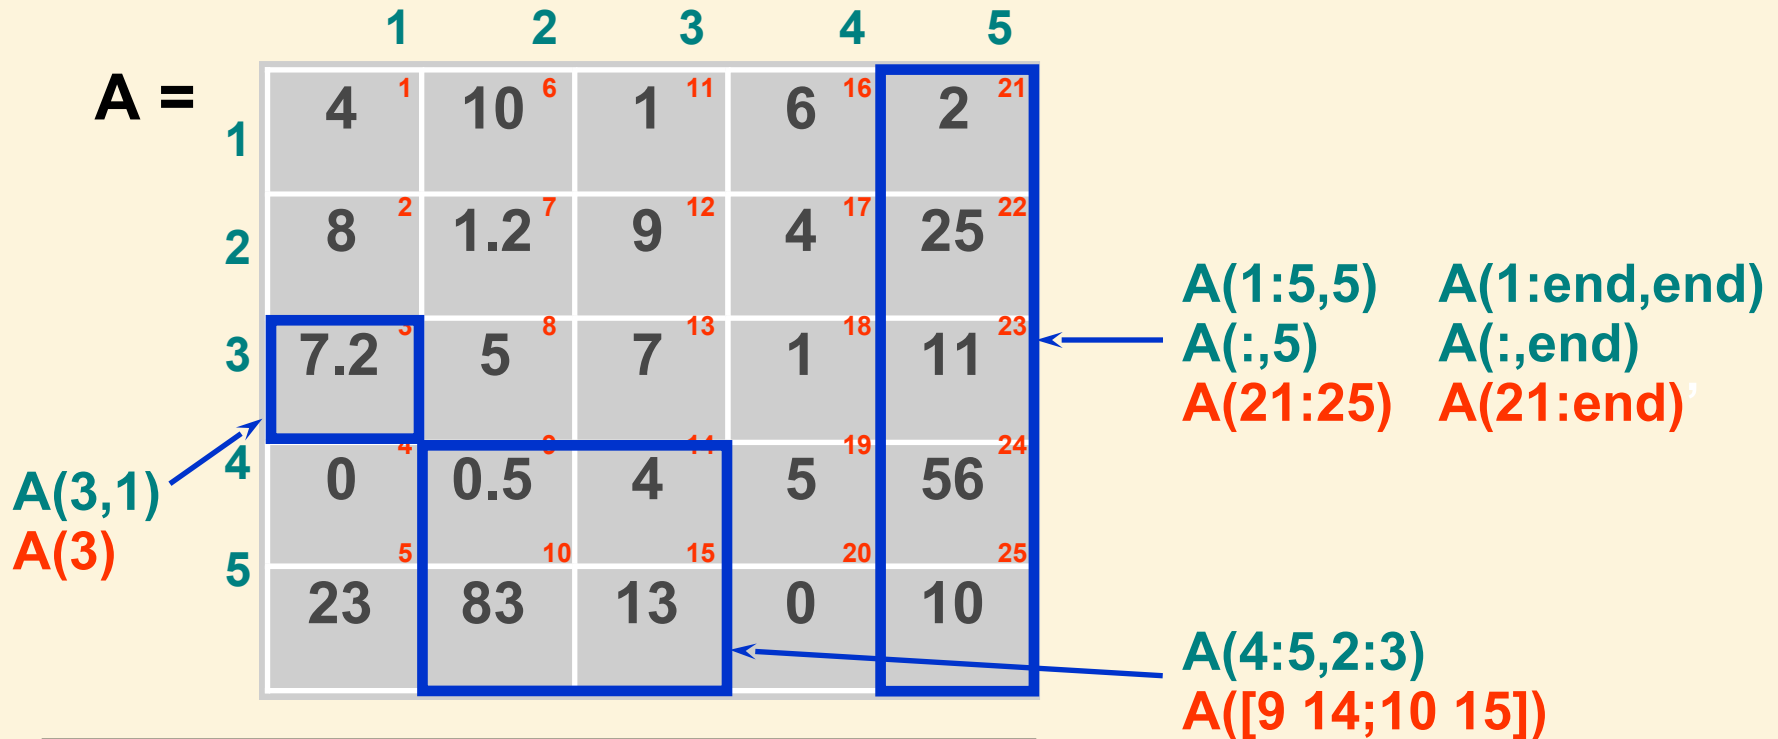 1 2 3 4 5
A =
4 1 10 6 1 11 6 16 2 21
1
8 2 1.2 7 9 12 4 17 25 22
2
A(1:5,5) A(1:end,end)
7.2 3 5 8 7 13 1 18 11 23
3
A(:,5) A(:,end)
A(21:25) A(21:end)’
0 4 0.5 9 4 14 5 19 56 24
4
A(3,1)
A(3)
23 5 83 10 13 15 0 20 10 25
5
A(4:5,2:3)
A([9 14;10 15])